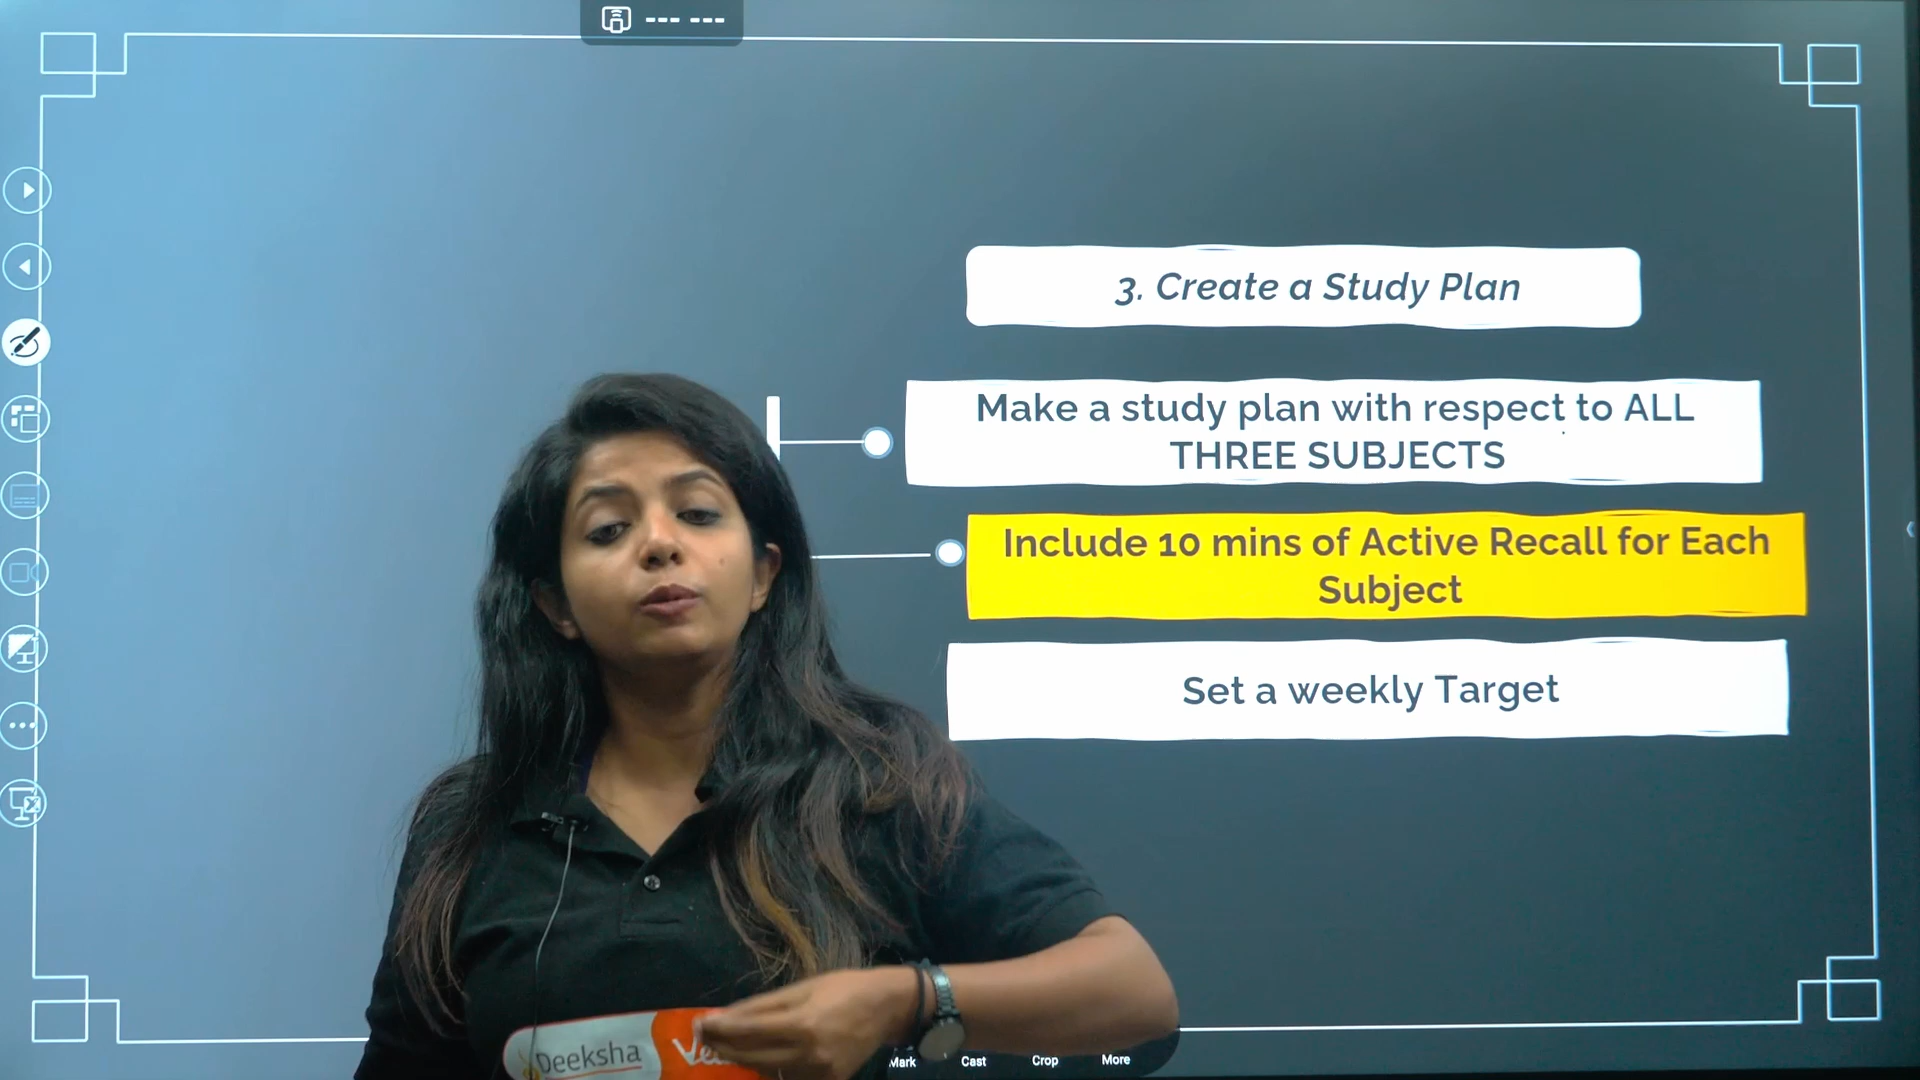 --- ---
3. Create a Study Plan
Make a study plan with respect to ALL
THREE SUBJECTS
Include 10 mins of Active Recall for Each
Subject
Set a weekly Target
Deeksha
Mark Cast Crop More